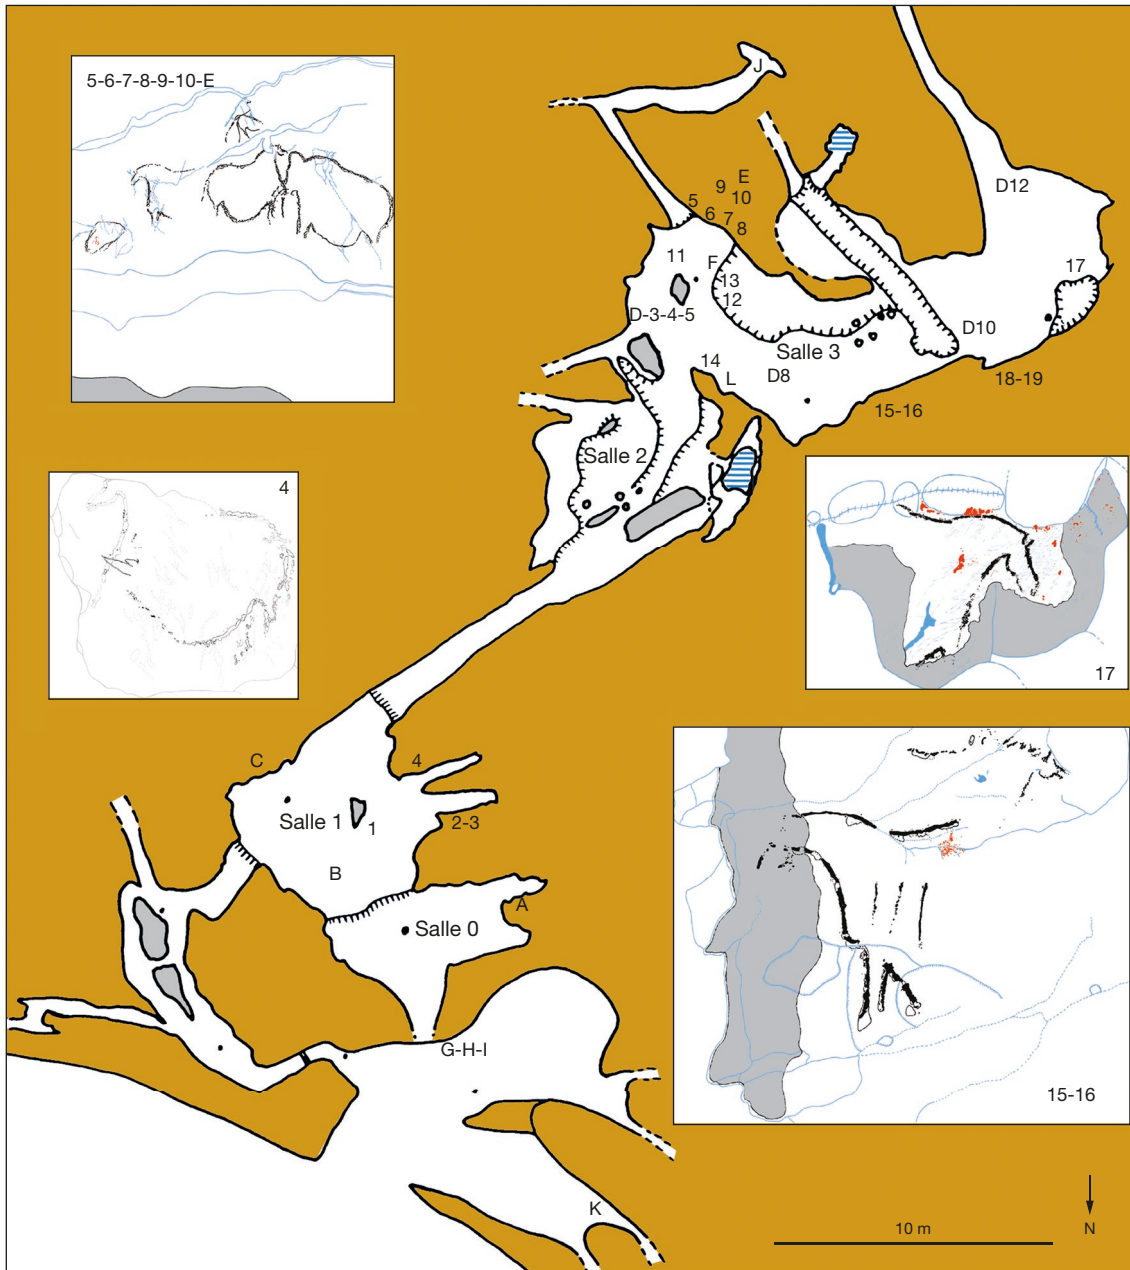 5-6-7-8-9-10-E
J
E
9
10
5
6
7
8
D12
11
F
13
12
17
D-3-4-5
D10
Salle 3
14
L
D8
18-19
15-16
Salle 2
4
17
C
4
Salle 1
1
2-3
B
A
Salle 0
G-H-I
15-16
K
10 m
N